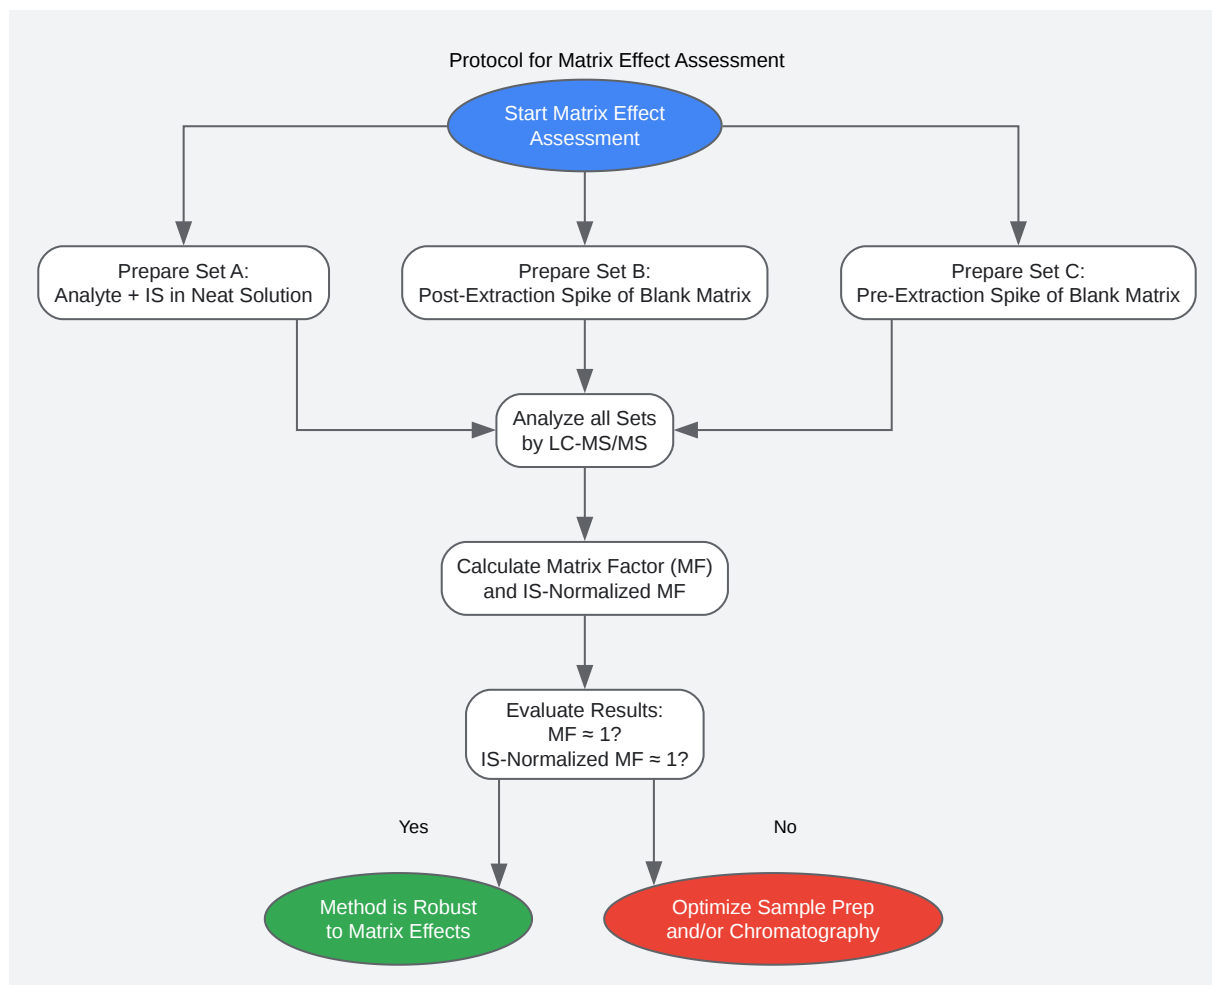 Protocol for Matrix Effect Assessment
Start Matrix Effect
Assessment
Prepare Set A:
Analyte + IS in Neat Solution
Prepare Set B:
Post-Extraction Spike of Blank Matrix
Prepare Set C:
Pre-Extraction Spike of Blank Matrix
Analyze all Sets
by LC-MS/MS
Calculate Matrix Factor (MF)
and IS-Normalized MF
Evaluate Results:
MF ≈ 1?
IS-Normalized MF ≈ 1?
Yes
No
Method is Robust
to Matrix Effects
Optimize Sample Prep
and/or Chromatography